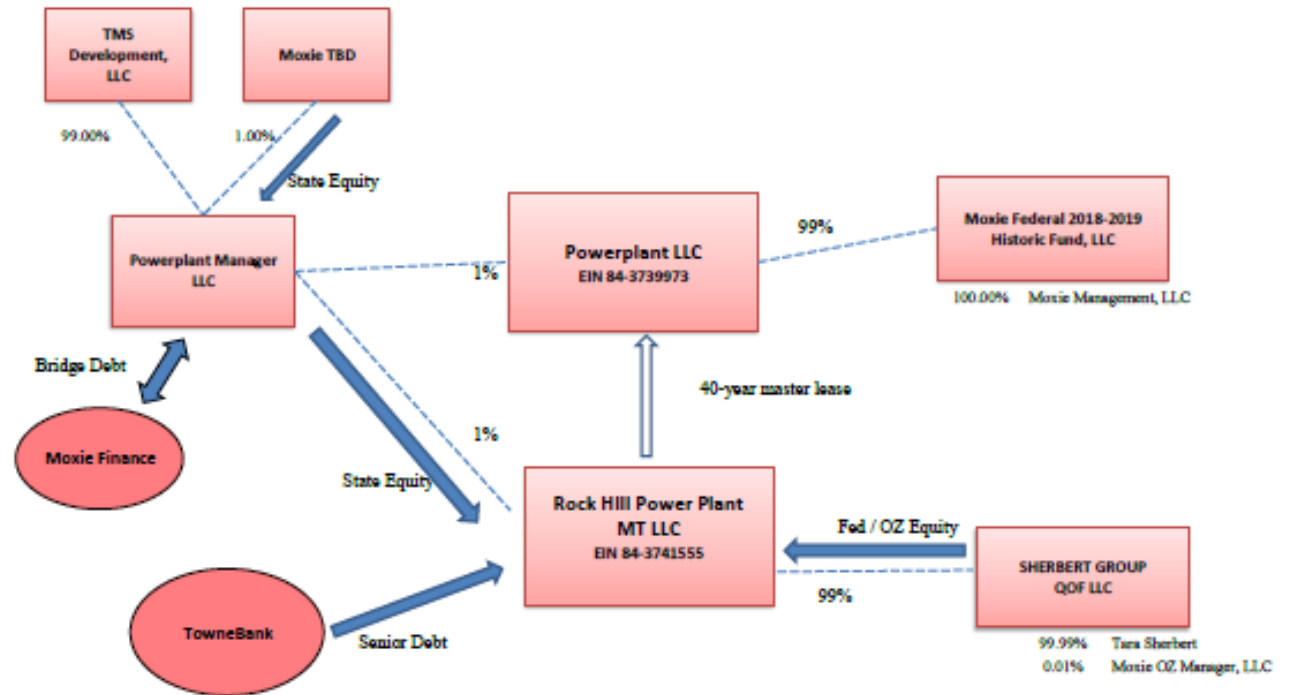 TMS
Development,
LLC
Moxie TBD
99.00%
1.00%
State Equity
Powerplant Manager
LLC
1%
Powerplant LLC
EIN 84-3739973
99%
Moxie Federal 2018-2019
Historic Fund, LLC
100.00% Moxie Management, LLC
Bridge Debt
Moxie Finance
40-year master lease
1%
State Equity
Rock Hill Power Plant
MT LLC
EIN 84-3741555
Fed / OZ Equity
99%
SHERBERT GROUP
QOF LLC
99.99% Tara Sherbert
0.01% Moxie OZ Manager, LLC
TowneBank
Senior Debt